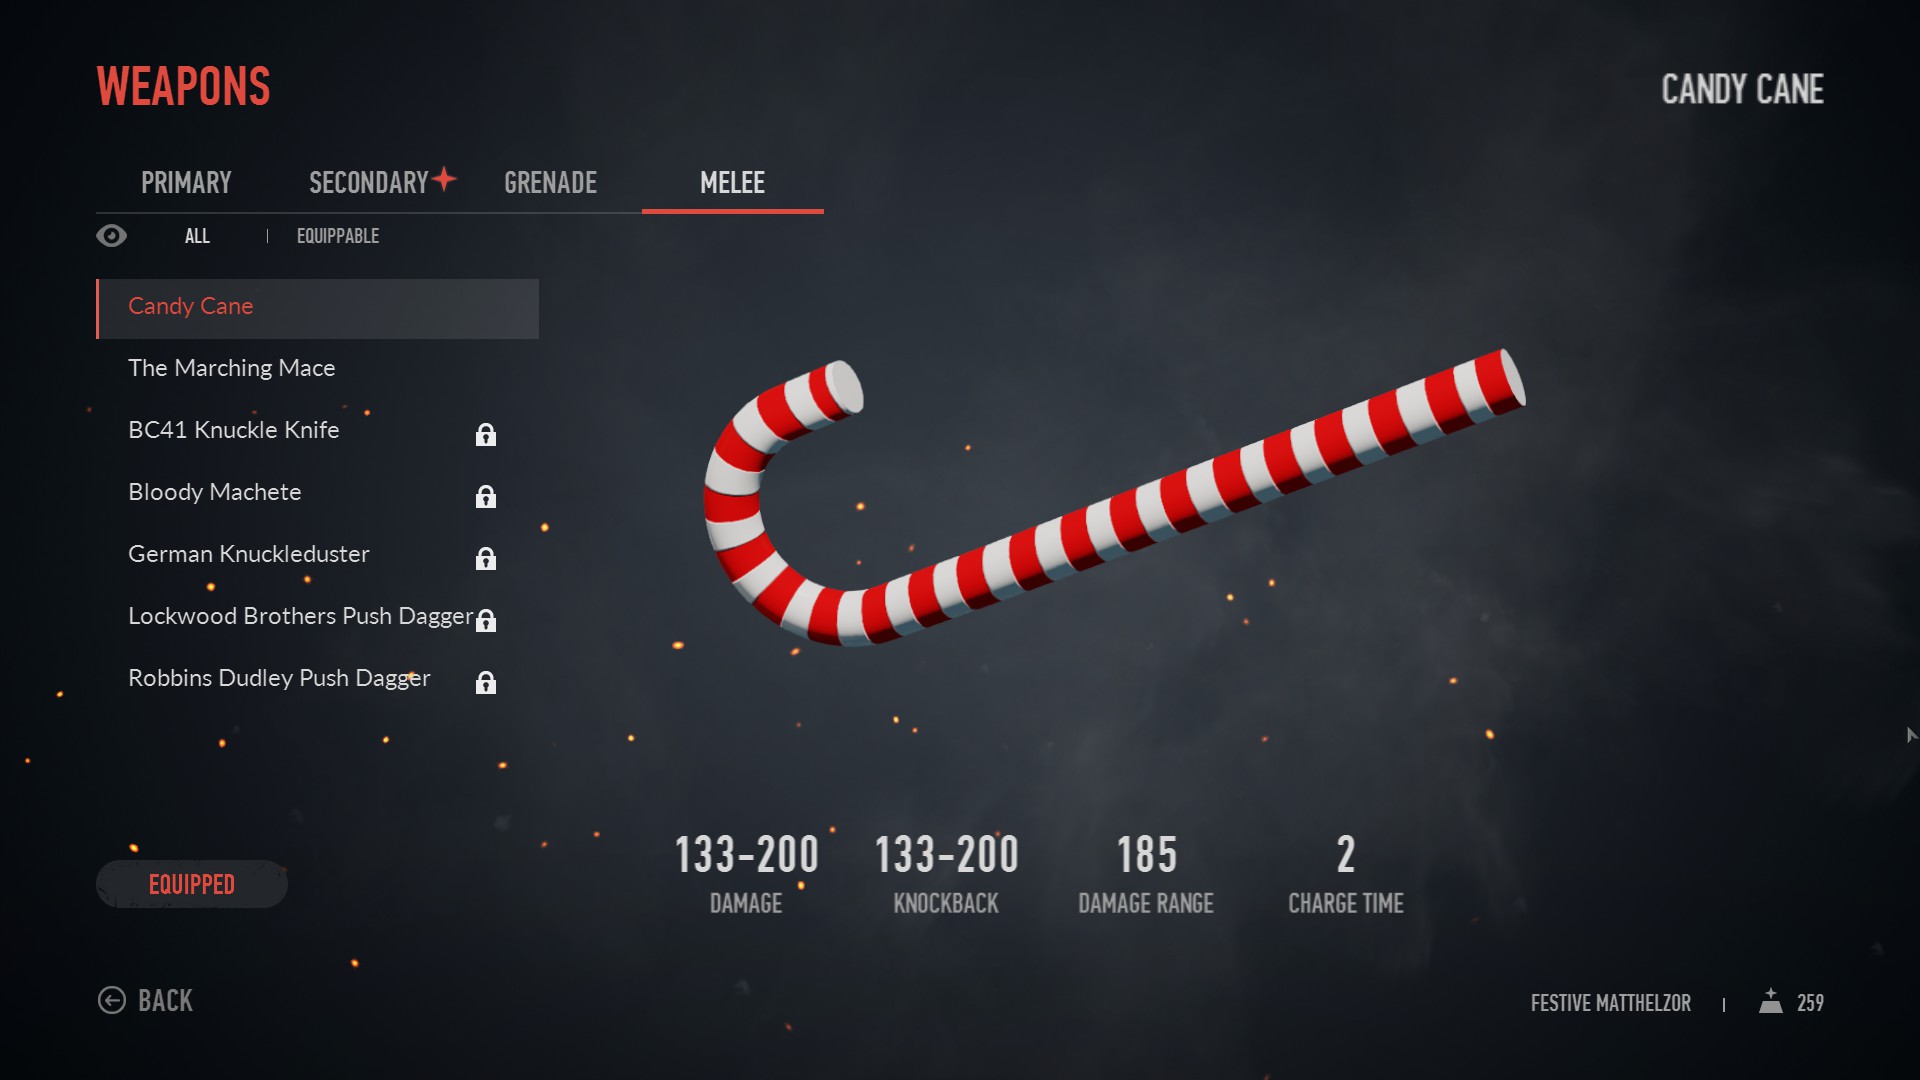 WEAPONS
CANDY CANE
PRIMARY
SECONDARY
GRENADE
MELEE
ALL
EQUIPPABLE
Candy Cane
The Marching Mace
BC41 Knuckle Knife
Bloody Machete
German Knuckleduster
Lockwood Brothers Push Dagger
Robbins Dudley Push Dagger
133-200
133-200
185
2
DAMAGE
KNOCKBACK
DAMAGE RANGE
CHARGE TIME
EQUIPPED
BACK
FESTIVE MATTHELZOR
259